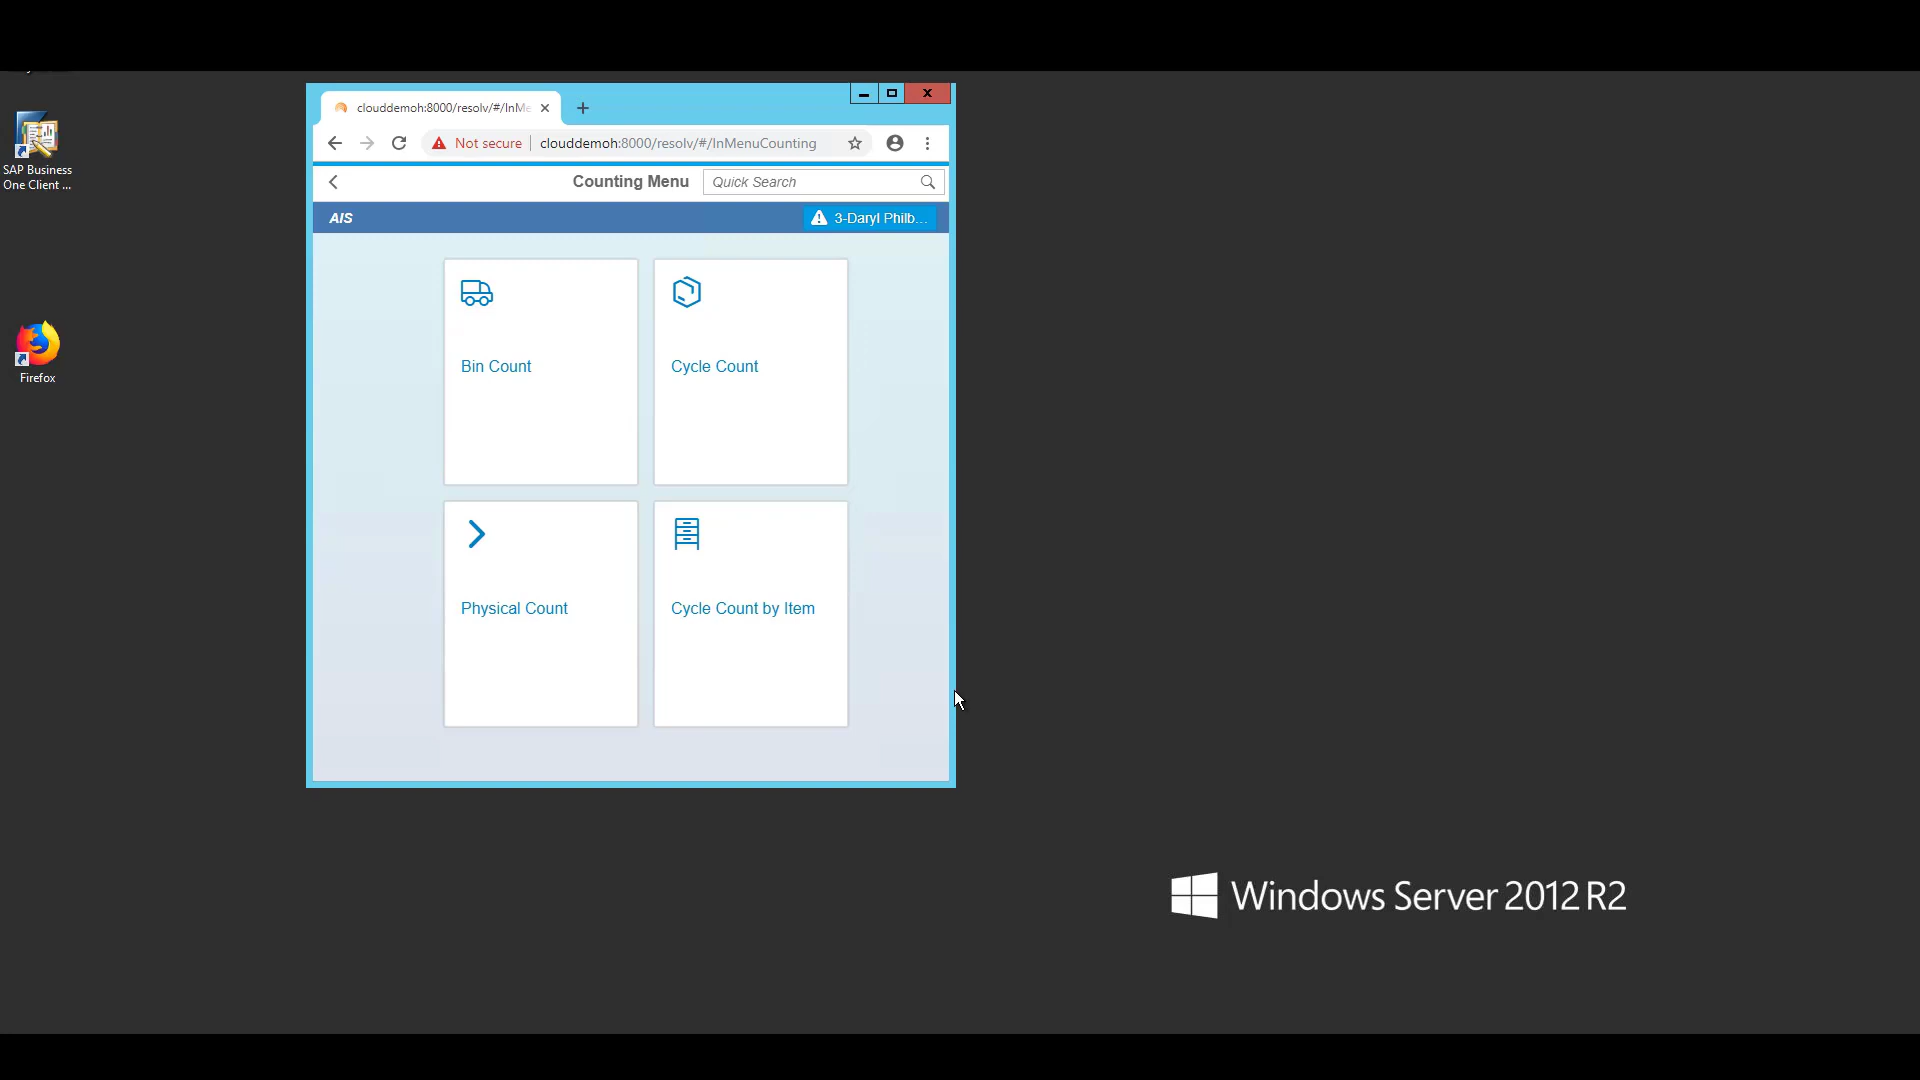 clouddemoh:8000/resolv/#/InMe
Not secure
clouddemoh:8000/resolv/#/InMenuCounting
Counting Menu
Quick Search
AIS
3-Daryl Philb...
Bin Count
Cycle Count
Physical Count
Cycle Count by Item
SAP Business
One Client ...
Firefox
Windows Server 2012 R2